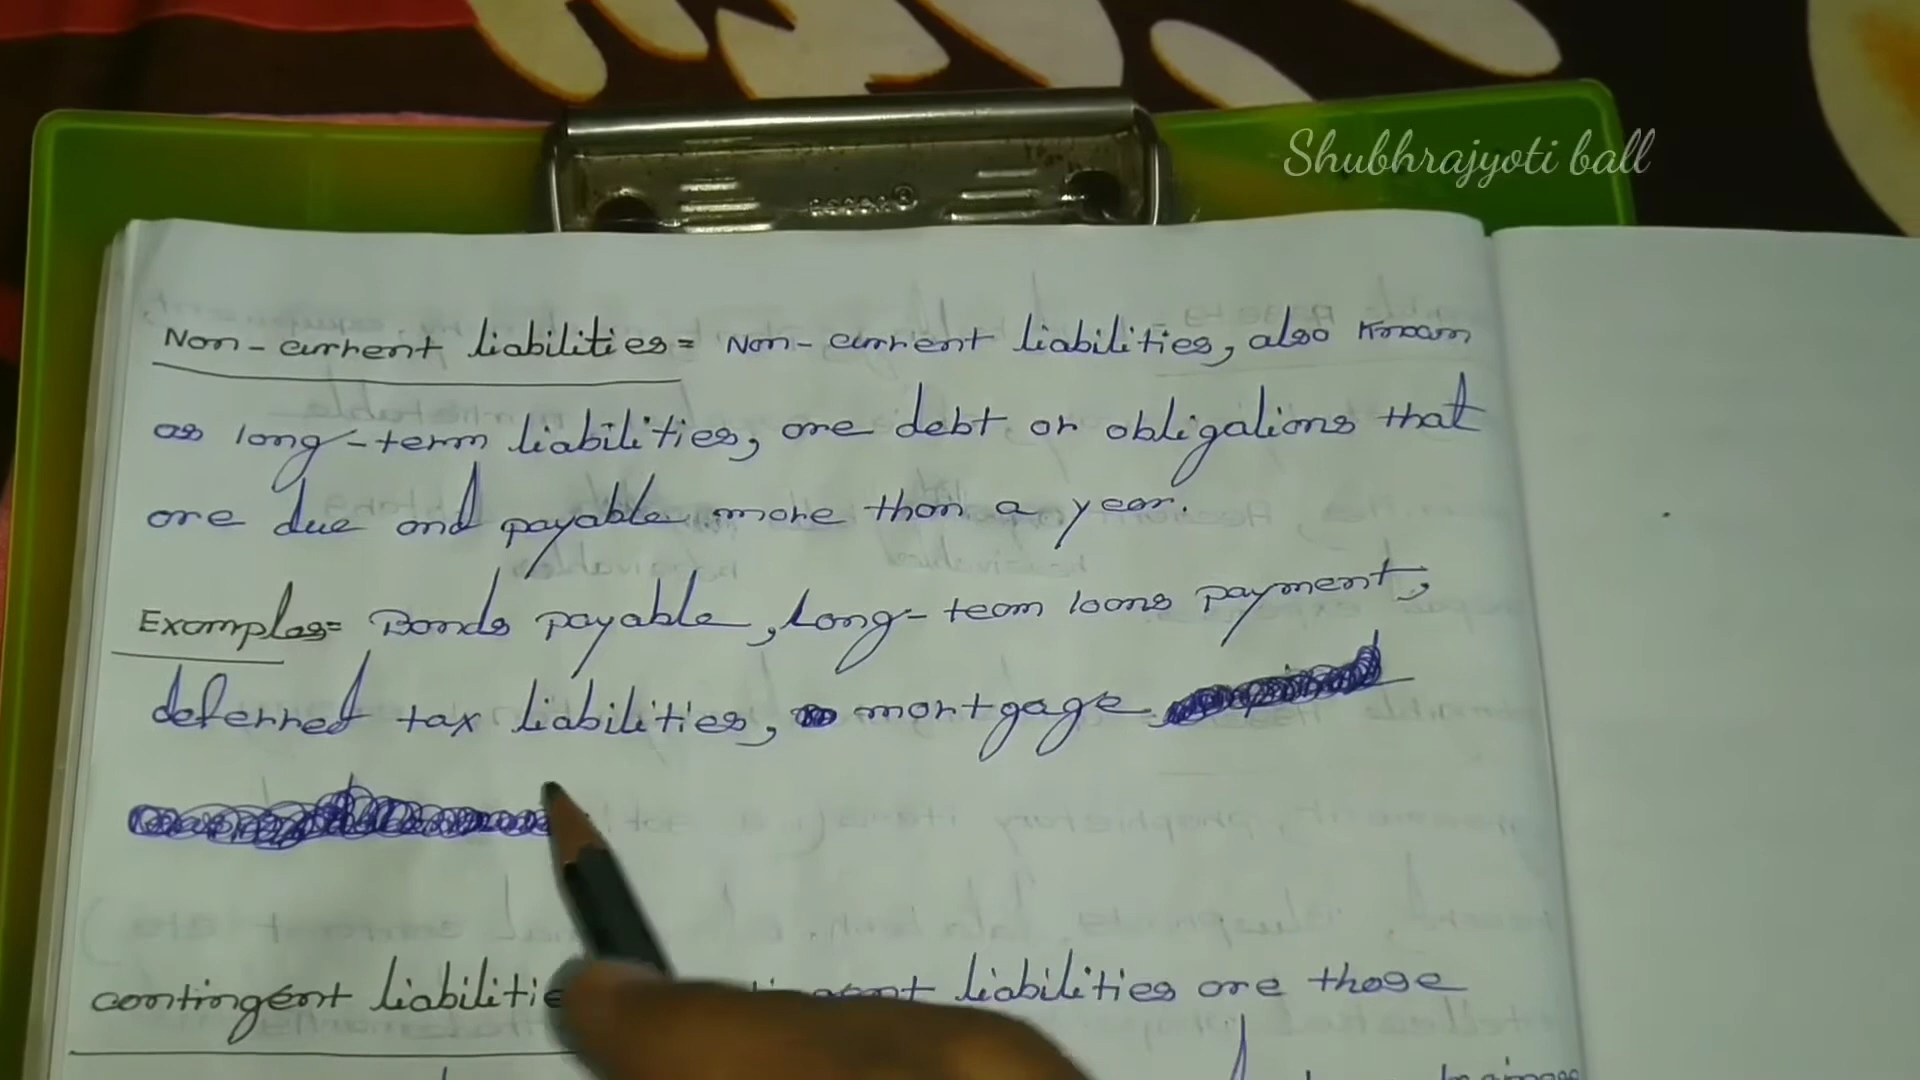 Shubhrajyoti ball
Non-current liabilities = Non-current liabilities, also known
as long-term liabilities, are debt or obligations that
are due and payable more than a year.
Examples = Bonds payable, Long-team loans payment,
deferred tax liabilities, mortgage
contingent liabilities are those